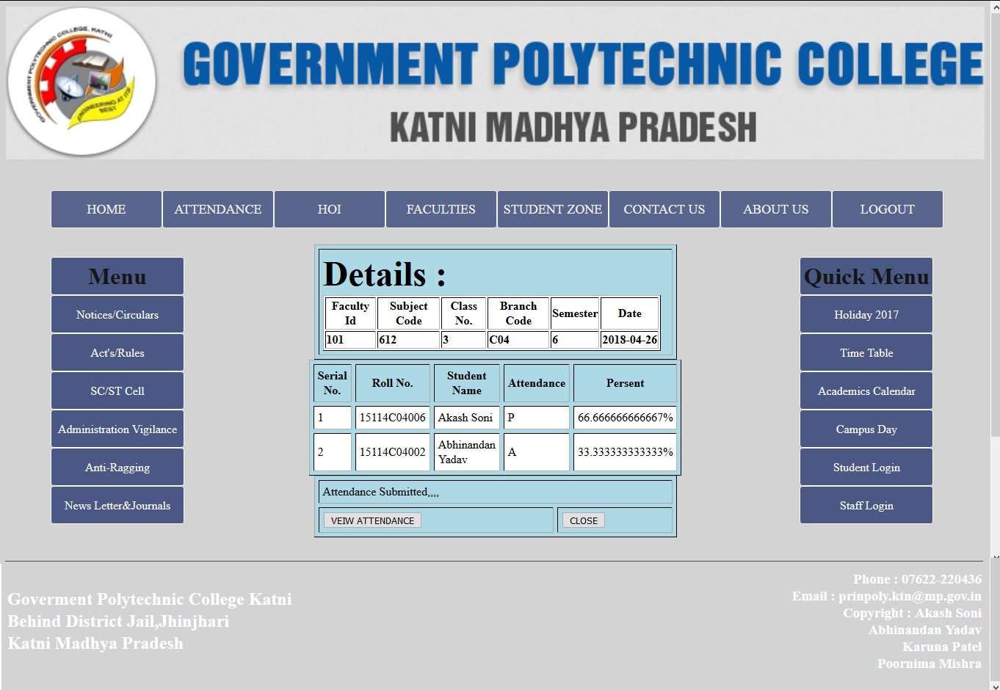 GOVERNMENT POLYTECHNIC COLLEGE, KATNI
ENGINEERING AT ITS
BEST
GOVERNMENT POLYTECHNIC COLLEGE
KATNI MADHYA PRADESH
HOME ATTENDANCE HOI FACULTIES STUDENT ZONE CONTACT US ABOUT US LOGOUT
Menu
Notices/Circulars
Act's/Rules
SC/ST Cell
Administration Vigilance
Anti-Ragging
News Letter&Journals
Details :
Faculty Id Subject Code Class No. Branch Code Semester Date
101 612 3 C04 6 2018-04-26
Serial No. Roll No. Student Name Attendance Persent
1 15114C04006 Akash Soni P 66.666666666667%
2 15114C04002 Abhinandan Yadav A 33.333333333333%
Attendance Submitted,,,,
VEIW ATTENDANCE CLOSE
Quick Menu
Holiday 2017
Time Table
Academics Calendar
Campus Day
Student Login
Staff Login
Goverment Polytechnic College Katni
Behind District Jail,Jhinjhari
Katni Madhya Pradesh
Phone : 07622-220436
Email : prinpoly.ktn@mp.gov.in
Copyright : Akash Soni
Abhinandan Yadav
Karuna Patel
Poornima Mishra